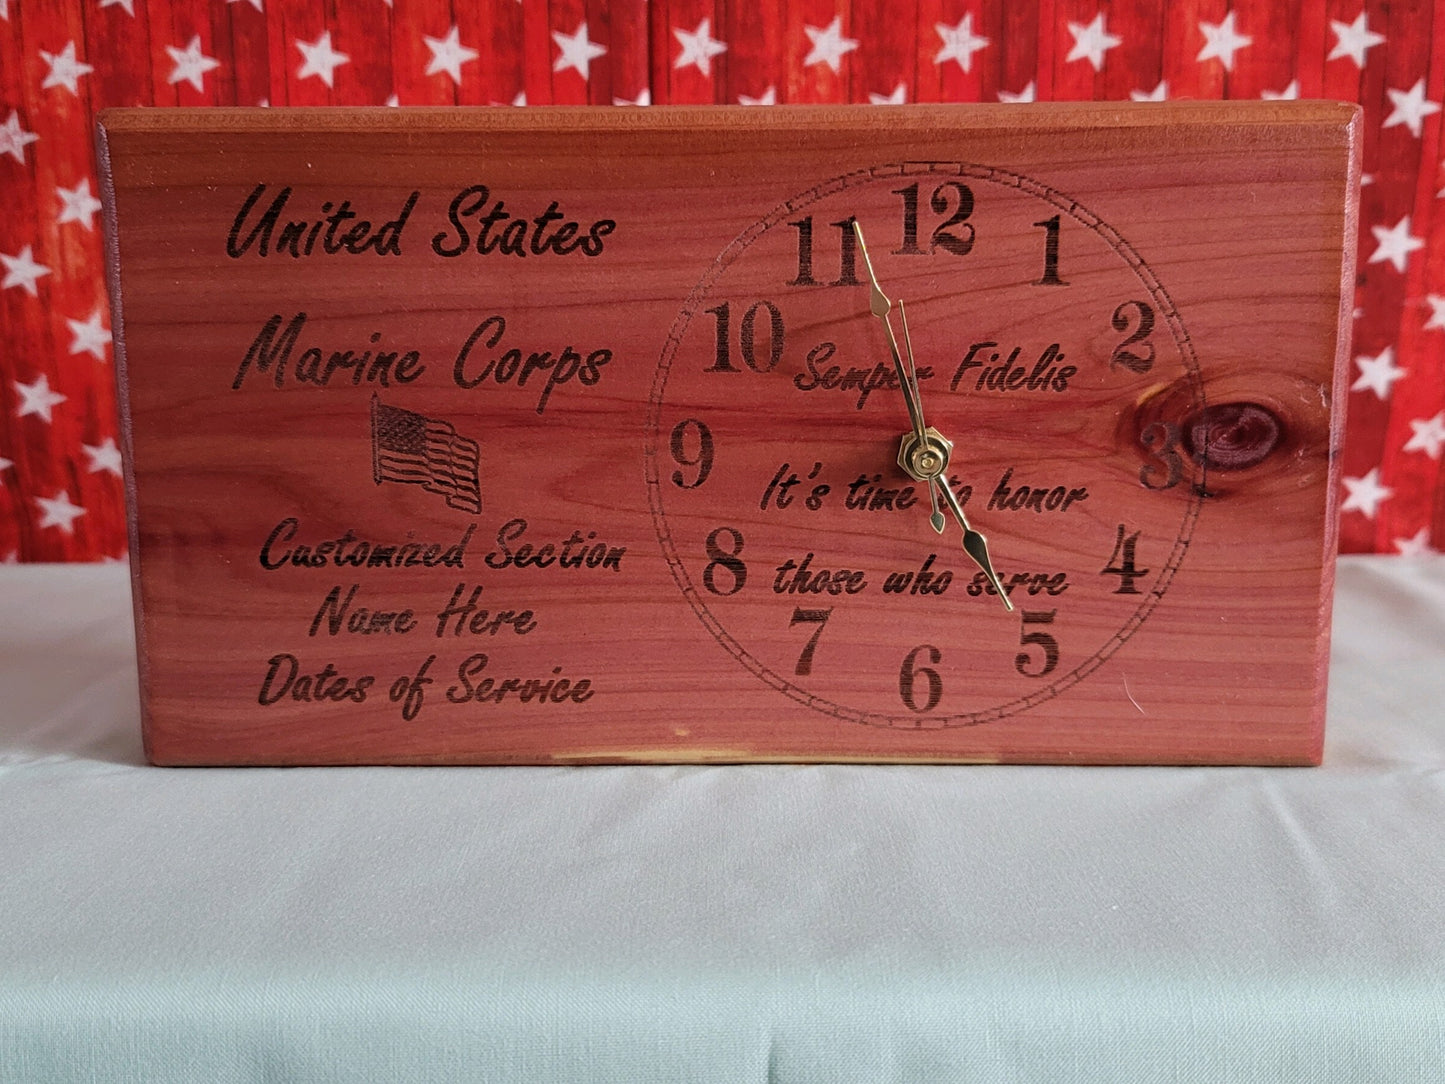 United States
Marine Corps
Customized Section
Name Here
Dates of Service
12
11
1
10
2
Semper Fidelis
9
3
It's time to honor
8
those who serve
4
7
5
6